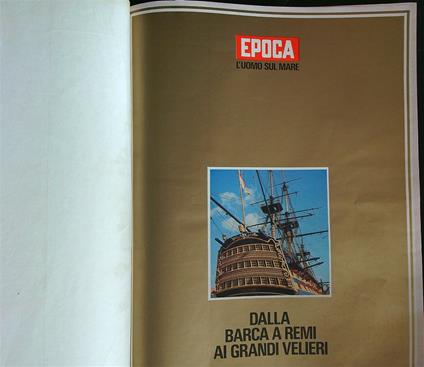 EPOCA
L'UOMO SUL MARE
DALLA
BARCA A REMI
AI GRANDI VELIERI